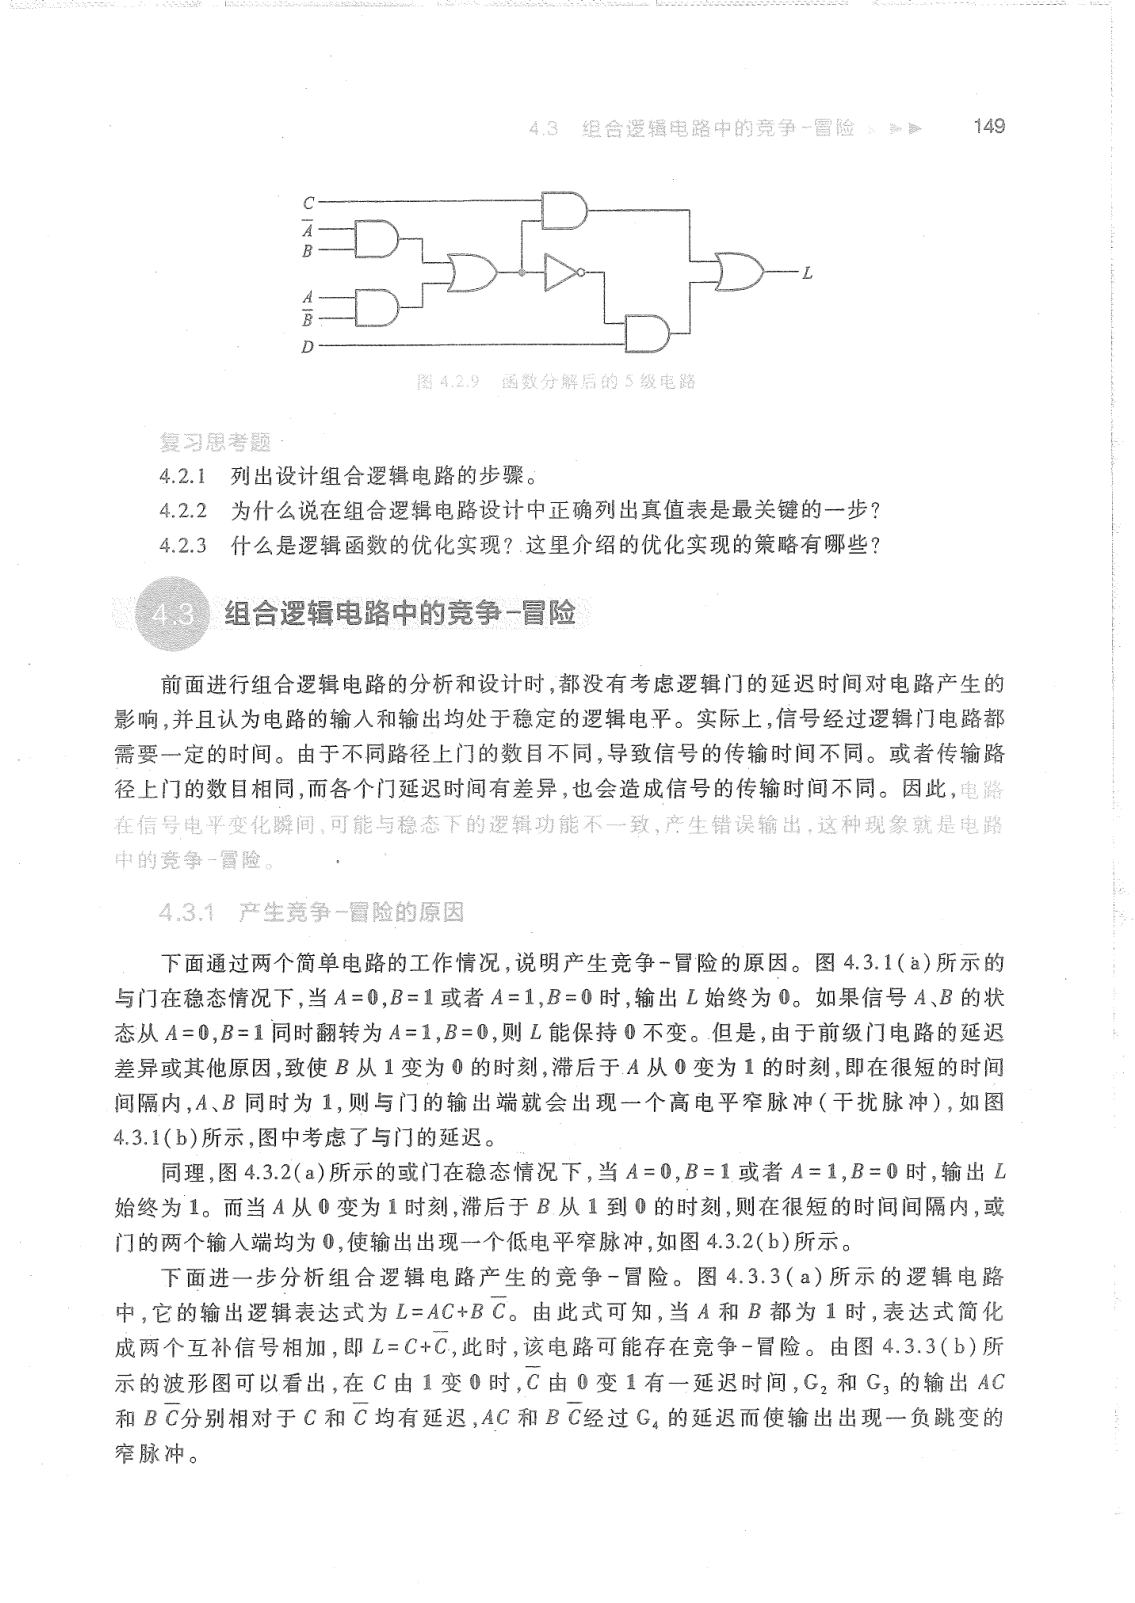 4.3 组合逻辑电路中的竞争-冒险 149
C
A̅
B
A
B̅
D
L
图 4.2.9 函数分解后的 5 级电路
复习思考题
4.2.1 列出设计组合逻辑电路的步骤。
4.2.2 为什么说在组合逻辑电路设计中正确列出真值表是最关键的一步?
4.2.3 什么是逻辑函数的优化实现? 这里介绍的优化实现的策略有哪些?
4.3 组合逻辑电路中的竞争-冒险
前面进行组合逻辑电路的分析和设计时,都没有考虑逻辑门的延迟时间对电路产生的
影响,并且认为电路的输入和输出均处于稳定的逻辑电平。实际上,信号经过逻辑门电路都
需要一定的时间。由于不同路径上门的数目不同,导致信号的传输时间不同。或者传输路
径上门的数目相同,而各个门延迟时间有差异,也会造成信号的传输时间不同。因此,电路
在信号电平变化瞬间,可能与稳态下的逻辑功能不一致,产生错误输出,这种现象就是电路
中的竞争-冒险。
4.3.1 产生竞争-冒险的原因
下面通过两个简单电路的工作情况,说明产生竞争-冒险的原因。图 4.3.1(a)所示的
与门在稳态情况下,当 A=0,B=1 或者 A=1,B=0 时,输出 L 始终为 0。如果信号 A、B 的状
态从 A=0,B=1 同时翻转为 A=1,B=0,则 L 能保持 0 不变。但是,由于前级门电路的延迟
差异或其他原因,致使 B 从 1 变为 0 的时刻,滞后于 A 从 0 变为 1 的时刻,即在很短的时间
间隔内,A、B 同时为 1,则与门的输出端就会出现一个高电平窄脉冲(干扰脉冲),如图
4.3.1(b)所示,图中考虑了与门的延迟。
同理,图 4.3.2(a)所示的或门在稳态情况下,当 A=0,B=1 或者 A=1,B=0 时,输出 L
始终为 1。而当 A 从 0 变为 1 时刻,滞后于 B 从 1 到 0 的时刻,则在很短的时间间隔内,或
门的两个输入端均为 0,使输出出现一个低电平窄脉冲,如图 4.3.2(b)所示。
下面进一步分析组合逻辑电路产生的竞争-冒险。图 4.3.3(a)所示的逻辑电路
中,它的输出逻辑表达式为 L=AC+B C̅。由此式可知,当 A 和 B 都为 1 时,表达式简化
成两个互补信号相加,即 L=C+C̅,此时,该电路可能存在竞争-冒险。由图 4.3.3(b)所
示的波形图可以看出,在 C 由 1 变 0 时,C̅ 由 0 变 1 有一延迟时间,G₂ 和 G₃ 的输出 AC
和 B C̅分别相对于 C 和 C̅ 均有延迟,AC 和 B C̅经过 G₄ 的延迟而使输出出现一负跳变的
窄脉冲。